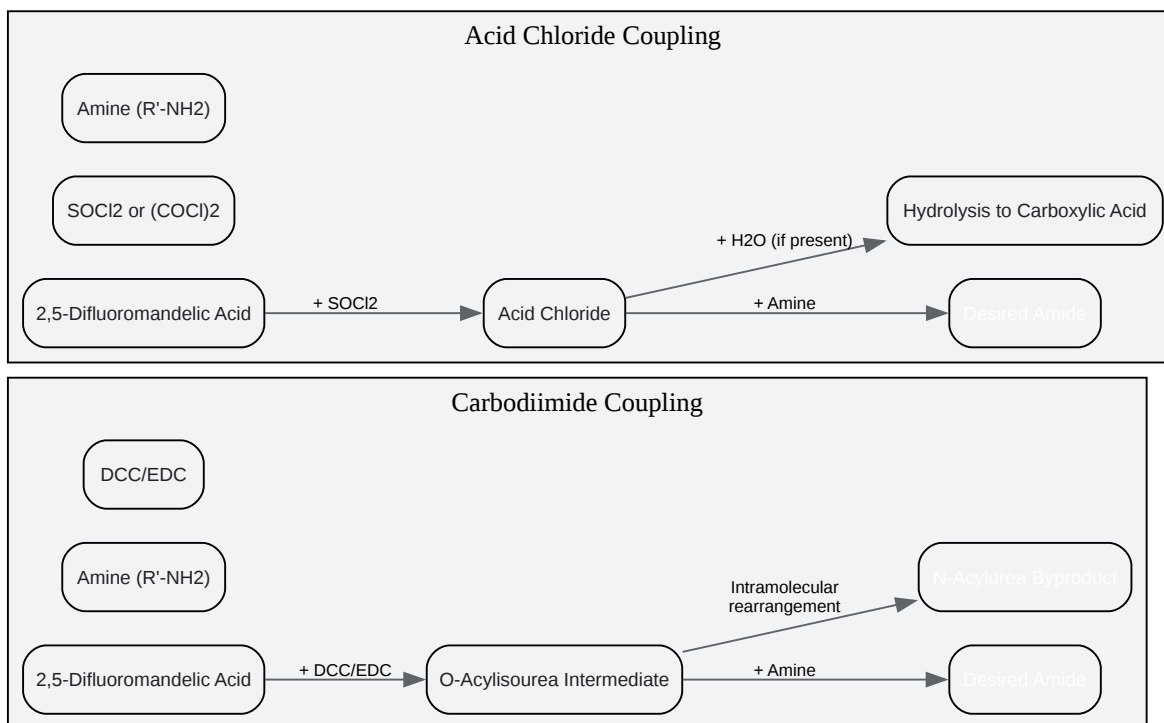 Acid Chloride Coupling
Amine (R'-NH2)
SOCl2 or (COCl)2
Hydrolysis to Carboxylic Acid
+ H2O (if present)
2,5-Difluoromandelic Acid
+ SOCl2
Acid Chloride
+ Amine
Desired Amide
Carbodiimide Coupling
DCC/EDC
Amine (R'-NH2)
N-Acylurea Byproduct
Intramolecular
rearrangement
2,5-Difluoromandelic Acid
+ DCC/EDC
O-Acylisourea Intermediate
+ Amine
Desired Amide